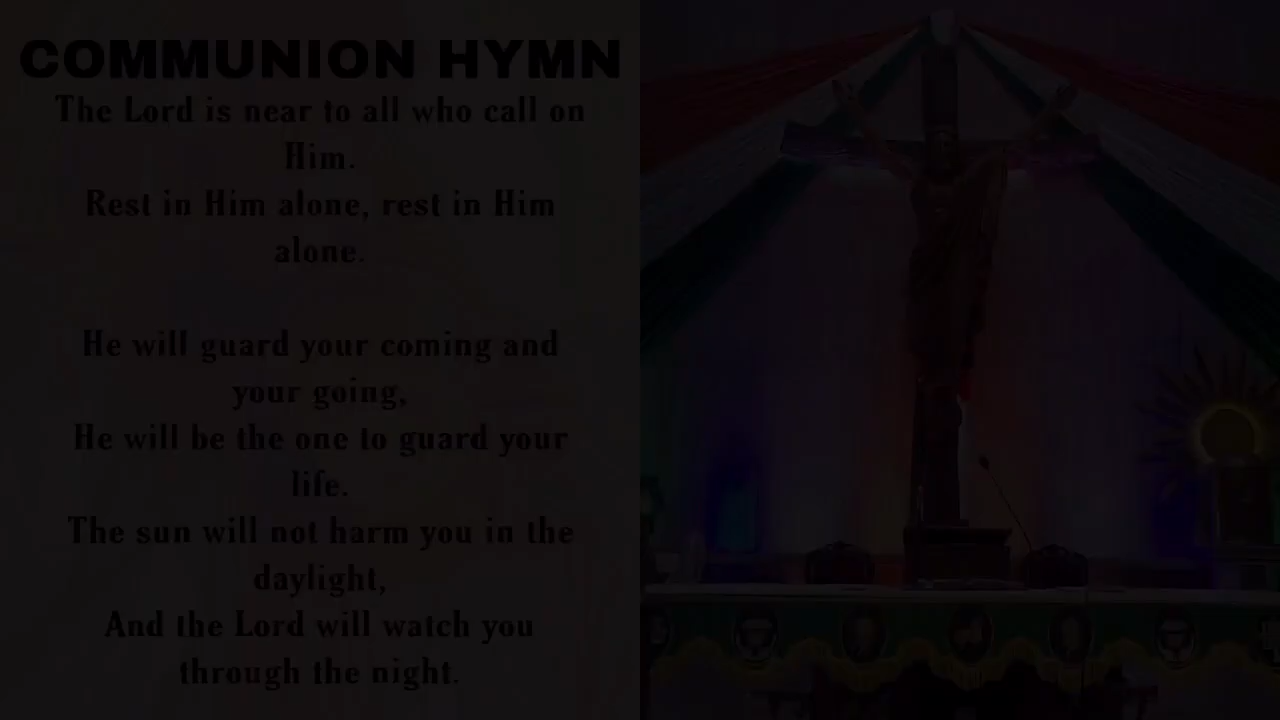 COMMUNION HYMN
The Lord is near to all who call on
Him.
Rest in Him alone, rest in Him
alone.
He will guard your coming and
your going,
He will be the one to guard your
life.
The sun will not harm you in the
daylight,
And the Lord will watch you
through the night.